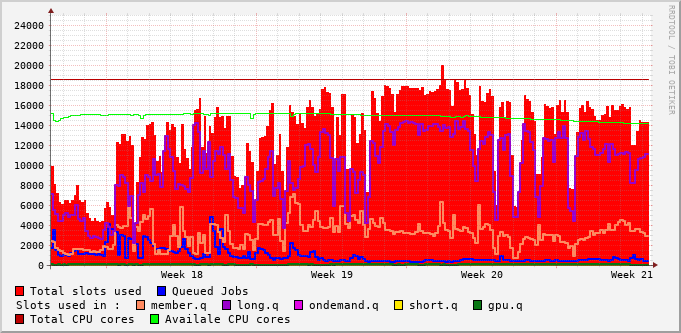 24000
22000
20000
18000
16000
14000
12000
10000
8000
6000
4000
2000
0
Week 18 Week 19 Week 20 Week 21
RRDTOOL / TOBI OETIKER
Total slots used Queued Jobs
Slots used in : member.q long.q ondemand.q short.q gpu.q
Total CPU cores Availale CPU cores